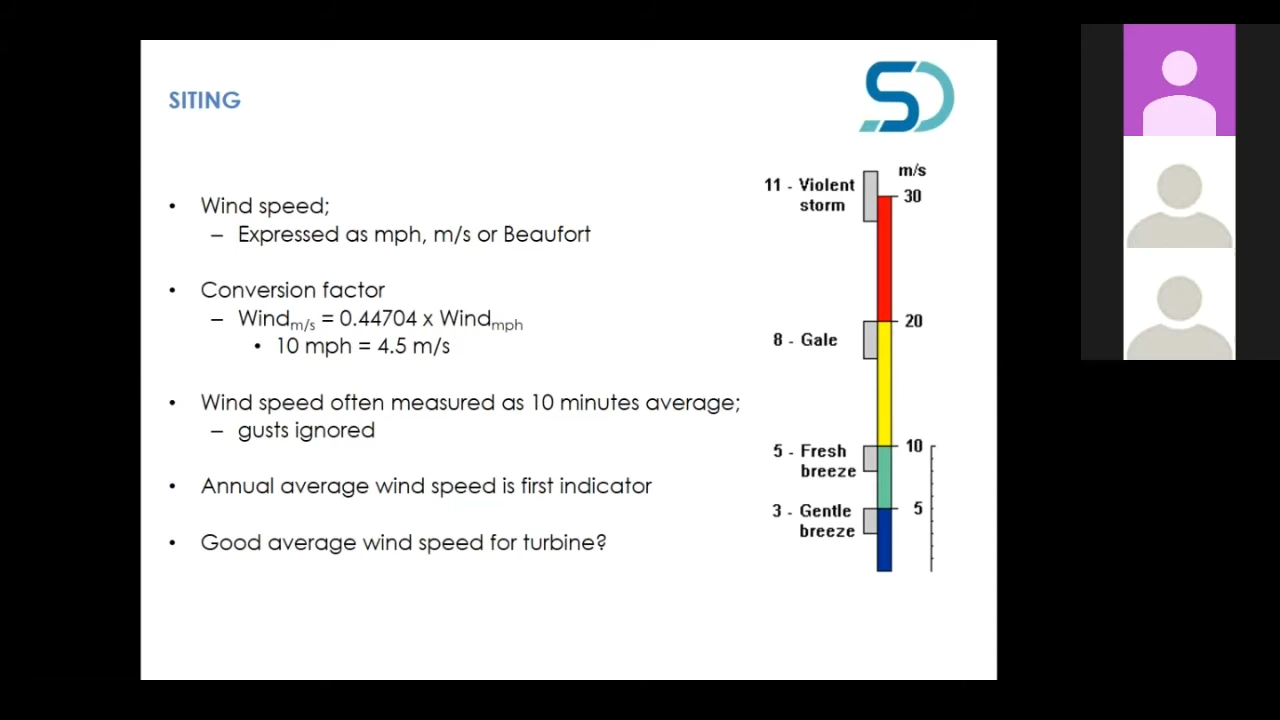 SITING
SD
• Wind speed;
– Expressed as mph, m/s or Beaufort
• Conversion factor
– Windm/s = 0.44704 x Windmph
• 10 mph = 4.5 m/s
• Wind speed often measured as 10 minutes average;
– gusts ignored
• Annual average wind speed is first indicator
• Good average wind speed for turbine?
m/s
11 - Violent
storm
30
20
8 - Gale
10
5 - Fresh
breeze
5
3 - Gentle
breeze